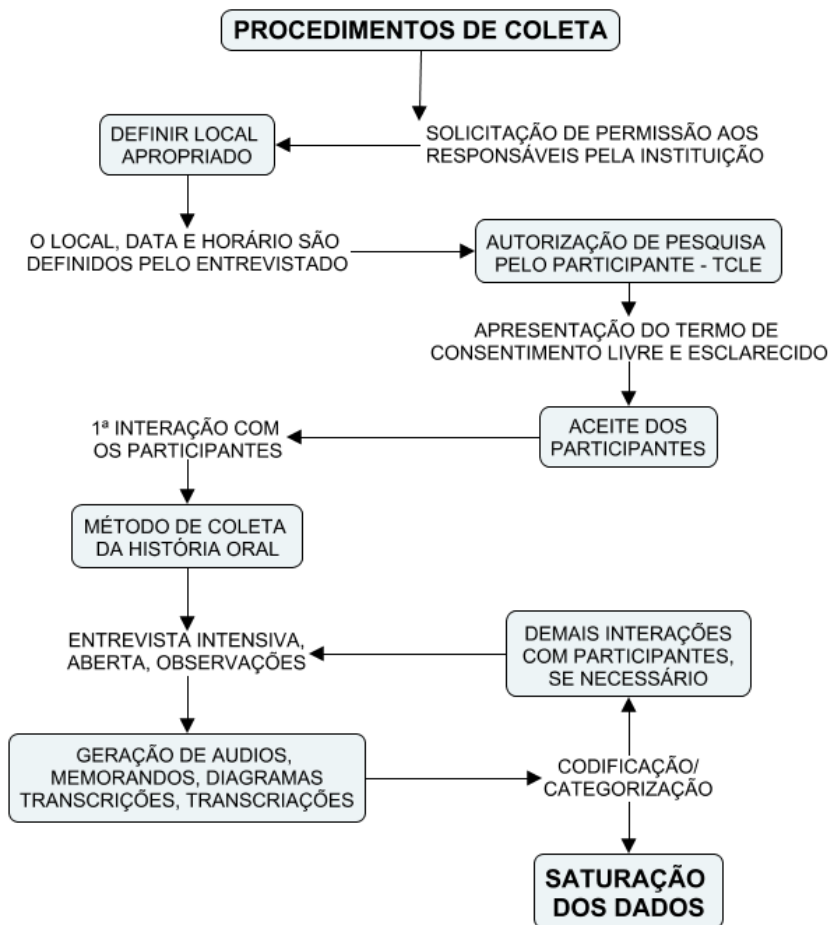 PROCEDIMENTOS DE COLETA
SOLICITAÇÃO DE PERMISSÃO AOS
RESPONSÁVEIS PELA INSTITUIÇÃO
DEFINIR LOCAL
APROPRIADO
O LOCAL, DATA E HORÁRIO SÃO
DEFINIDOS PELO ENTREVISTADO
AUTORIZAÇÃO DE PESQUISA
PELO PARTICIPANTE - TCLE
APRESENTAÇÃO DO TERMO DE
CONSENTIMENTO LIVRE E ESCLARECIDO
ACEITE DOS
PARTICIPANTES
1ª INTERAÇÃO COM
OS PARTICIPANTES
MÉTODO DE COLETA
DA HISTÓRIA ORAL
ENTREVISTA INTENSIVA,
ABERTA, OBSERVAÇÕES
GERAÇÃO DE AUDIOS,
MEMORANDOS, DIAGRAMAS
TRANSCRIÇÕES, TRANSCRIAÇÕES
CODIFICAÇÃO/
CATEGORIZAÇÃO
DEMAIS INTERAÇÕES
COM PARTICIPANTES,
SE NECESSÁRIO
SATURAÇÃO
DOS DADOS